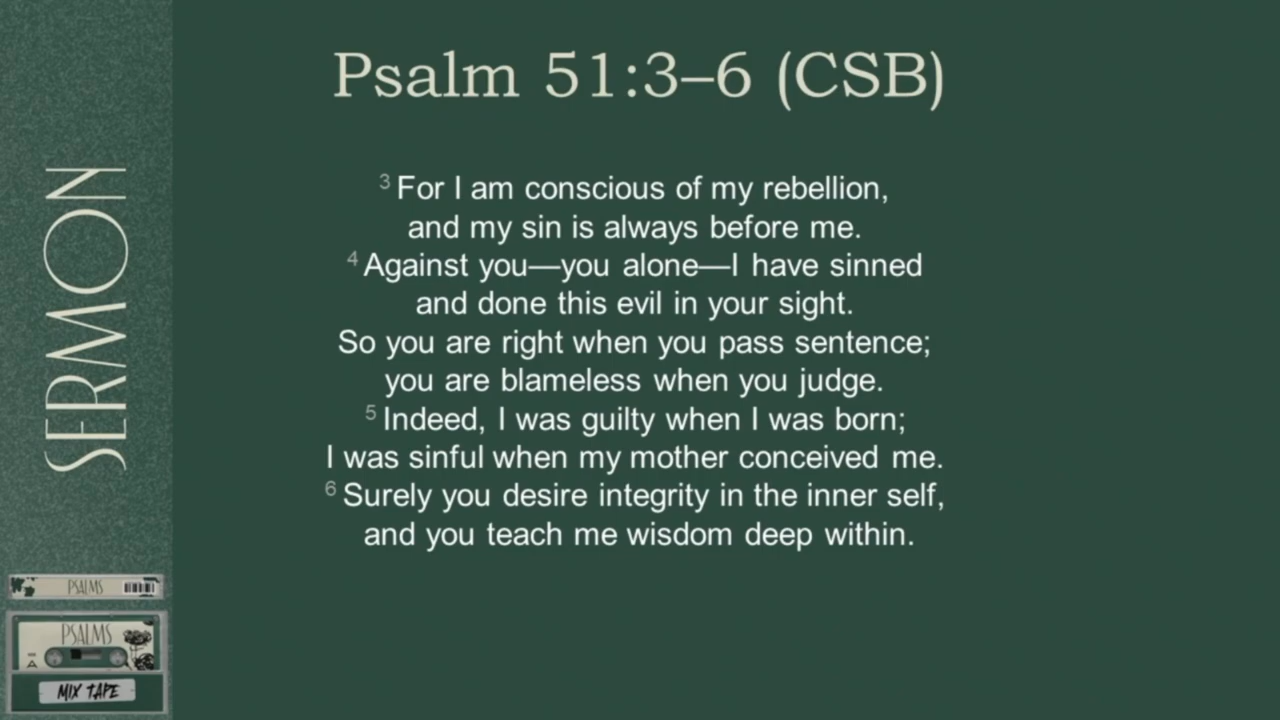 Psalm 51:3–6 (CSB)
3 For I am conscious of my rebellion,
and my sin is always before me.
4 Against you—you alone—I have sinned
and done this evil in your sight.
So you are right when you pass sentence;
you are blameless when you judge.
5 Indeed, I was guilty when I was born;
I was sinful when my mother conceived me.
6 Surely you desire integrity in the inner self,
and you teach me wisdom deep within.
SERMON
PSALMS
PSALMS
A
MIX TAPE